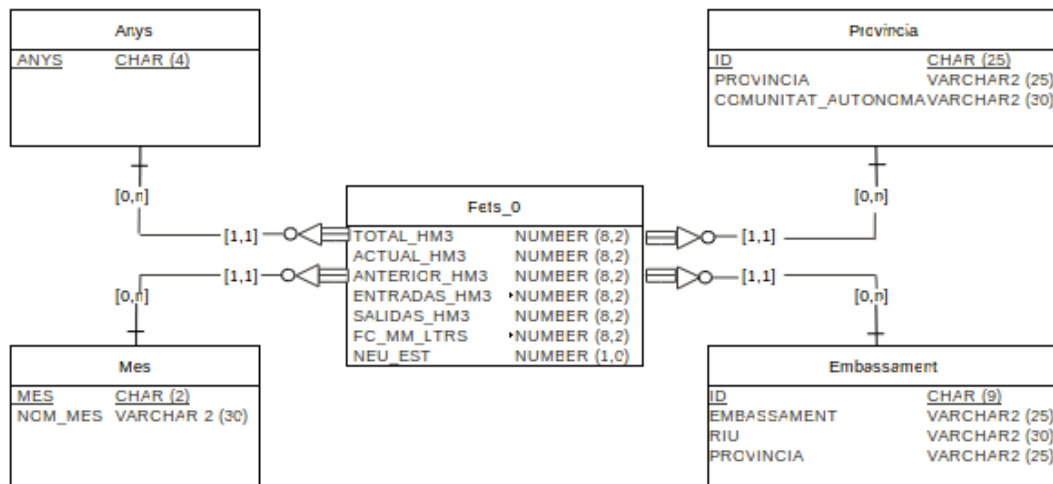 Anys
ANYS CHAR (4)
Provincia
ID CHAR (25)
PROVINCIA VARCHAR2 (25)
COMUNITAT_AUTONOMA VARCHAR2 (30)
[0,n]
[0,n]
[1,1]
[1,1]
Fets_0
TOTAL_HM3 NUMBER (8,2)
ACTUAL_HM3 NUMBER (8,2)
ANTERIOR_HM3 NUMBER (8,2)
ENTRADAS_HM3 NUMBER (8,2)
SALIDAS_HM3 NUMBER (8,2)
FC_MM_LTRS NUMBER (8,2)
NEU_EST NUMBER (1,0)
[1,1]
[1,1]
[0,n]
[0,n]
Mes
MES CHAR (2)
NOM_MES VARCHAR 2 (30)
Embassament
ID CHAR (9)
EMBASSAMENT VARCHAR2 (25)
RIU VARCHAR2 (30)
PROVINCIA VARCHAR2 (25)